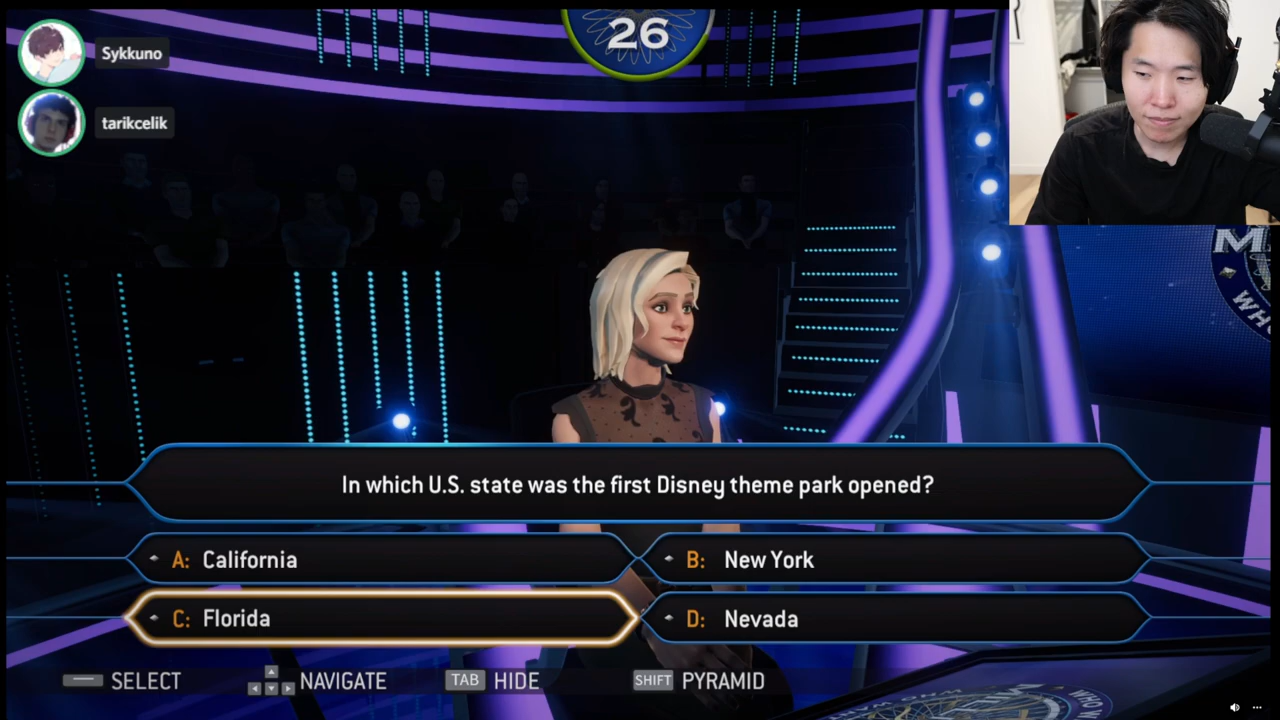 26
Sykkuno
tarikcelik
In which U.S. state was the first Disney theme park opened?
A: California
B: New York
C: Florida
D: Nevada
SELECT
NAVIGATE
TAB HIDE
SHIFT PYRAMID